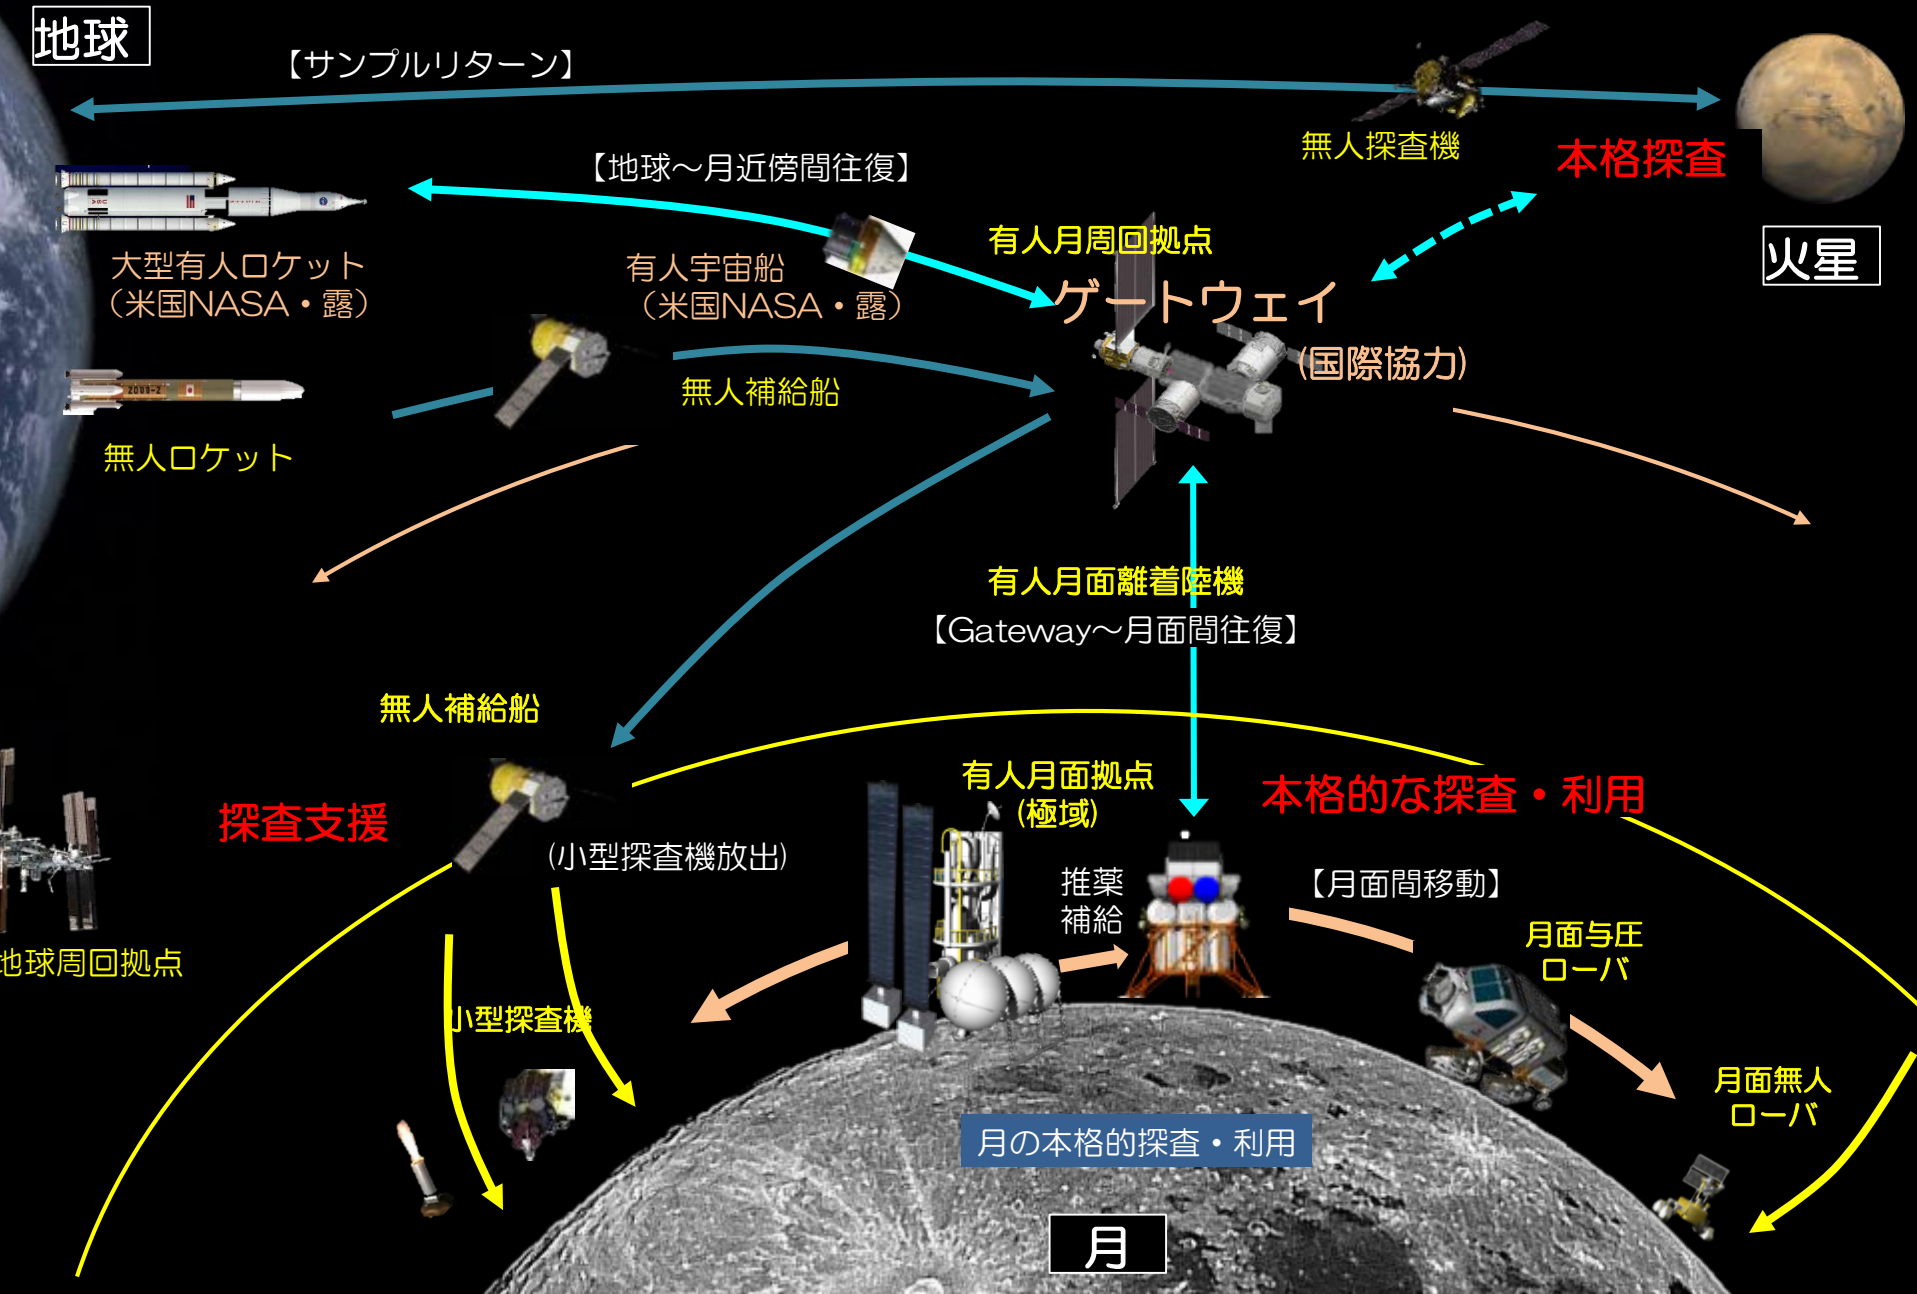 地球
【サンプルリターン】
無人探査機
本格探査
【地球～月近傍間往復】
火星
有人月周回拠点
ゲートウェイ
(国際協力)
大型有人ロケット
（米国NASA・露）
有人宇宙船
（米国NASA・露）
無人補給船
無人ロケット
有人月面離着陸機
【Gateway～月面間往復】
無人補給船
有人月面拠点
(極域)
本格的な探査・利用
探査支援
(小型探査機放出)
推薬
補給
【月面間移動】
月面与圧
ローバ
地球周回拠点
小型探査機
月面無人
ローバ
月の本格的探査・利用
月